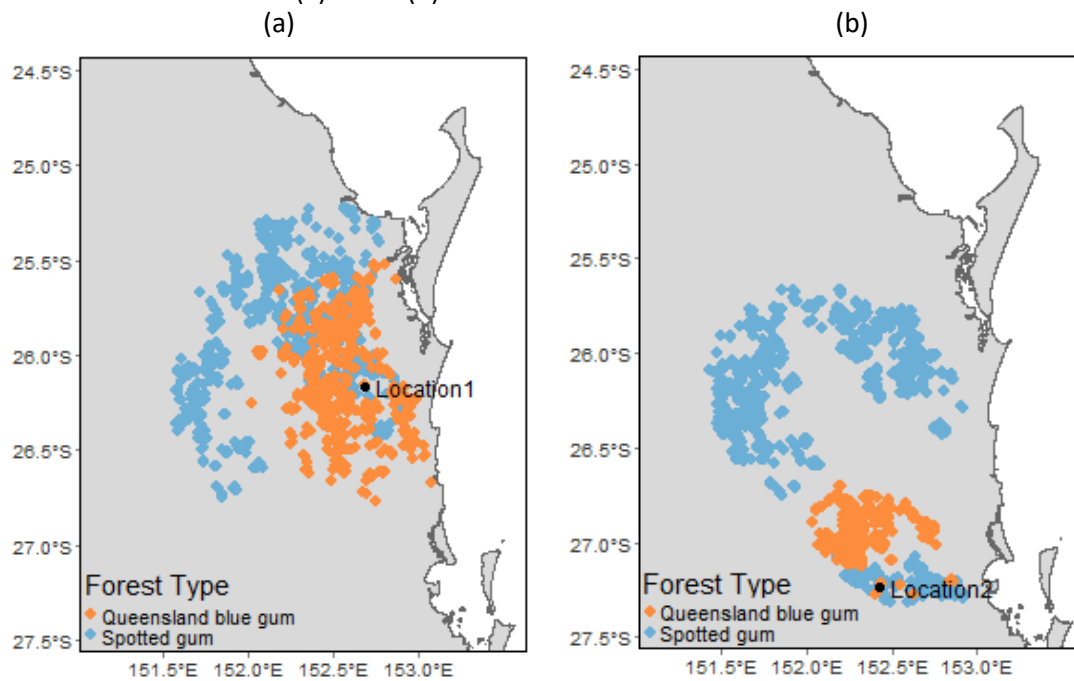 (a)
(b)
24.5°S
25.0°S
25.5°S
26.0°S
26.5°S
27.0°S
27.5°S
Location1
Forest Type
Queensland blue gum
Spotted gum
151.5°E 152.0°E 152.5°E 153.0°E
24.5°S
25.0°S
25.5°S
26.0°S
26.5°S
27.0°S
27.5°S
Location2
Forest Type
Queensland blue gum
Spotted gum
151.5°E 152.0°E 152.5°E 153.0°E